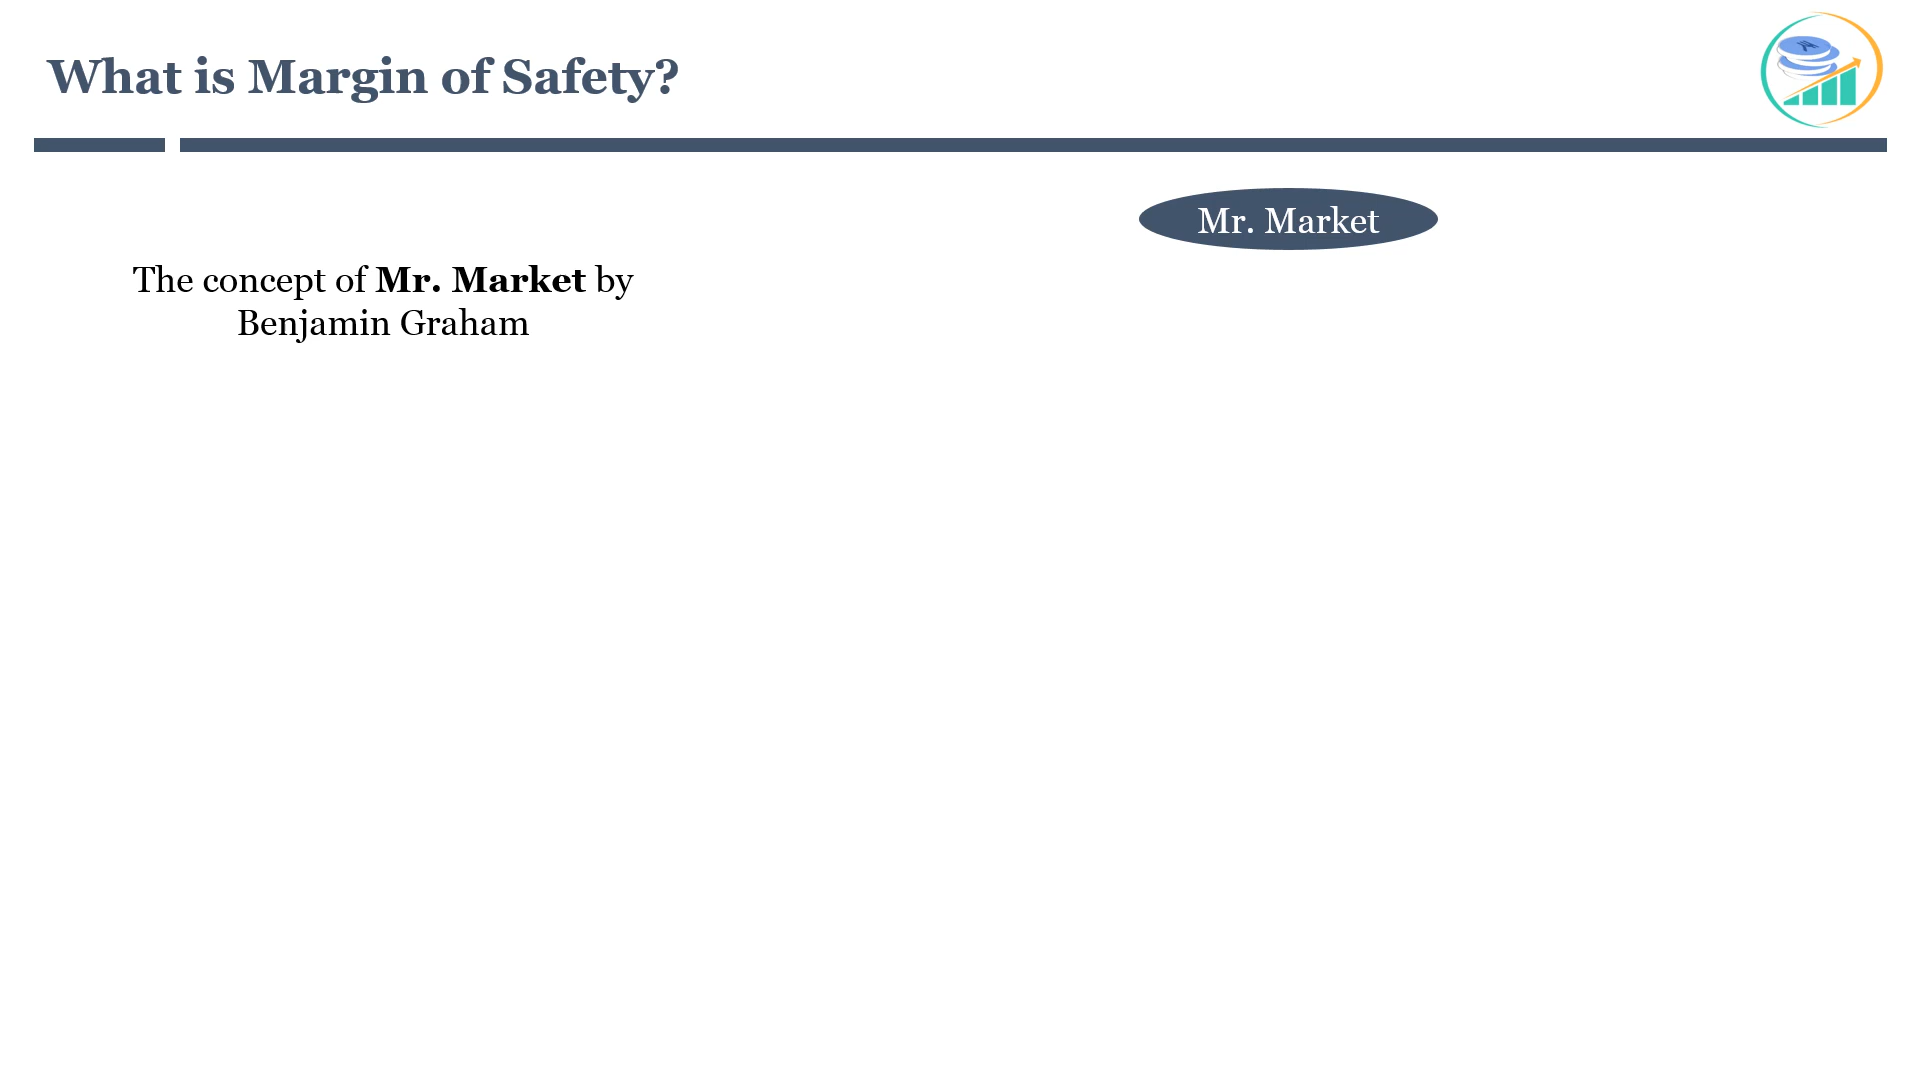 What is Margin of Safety?
Mr. Market
The concept of Mr. Market by
Benjamin Graham